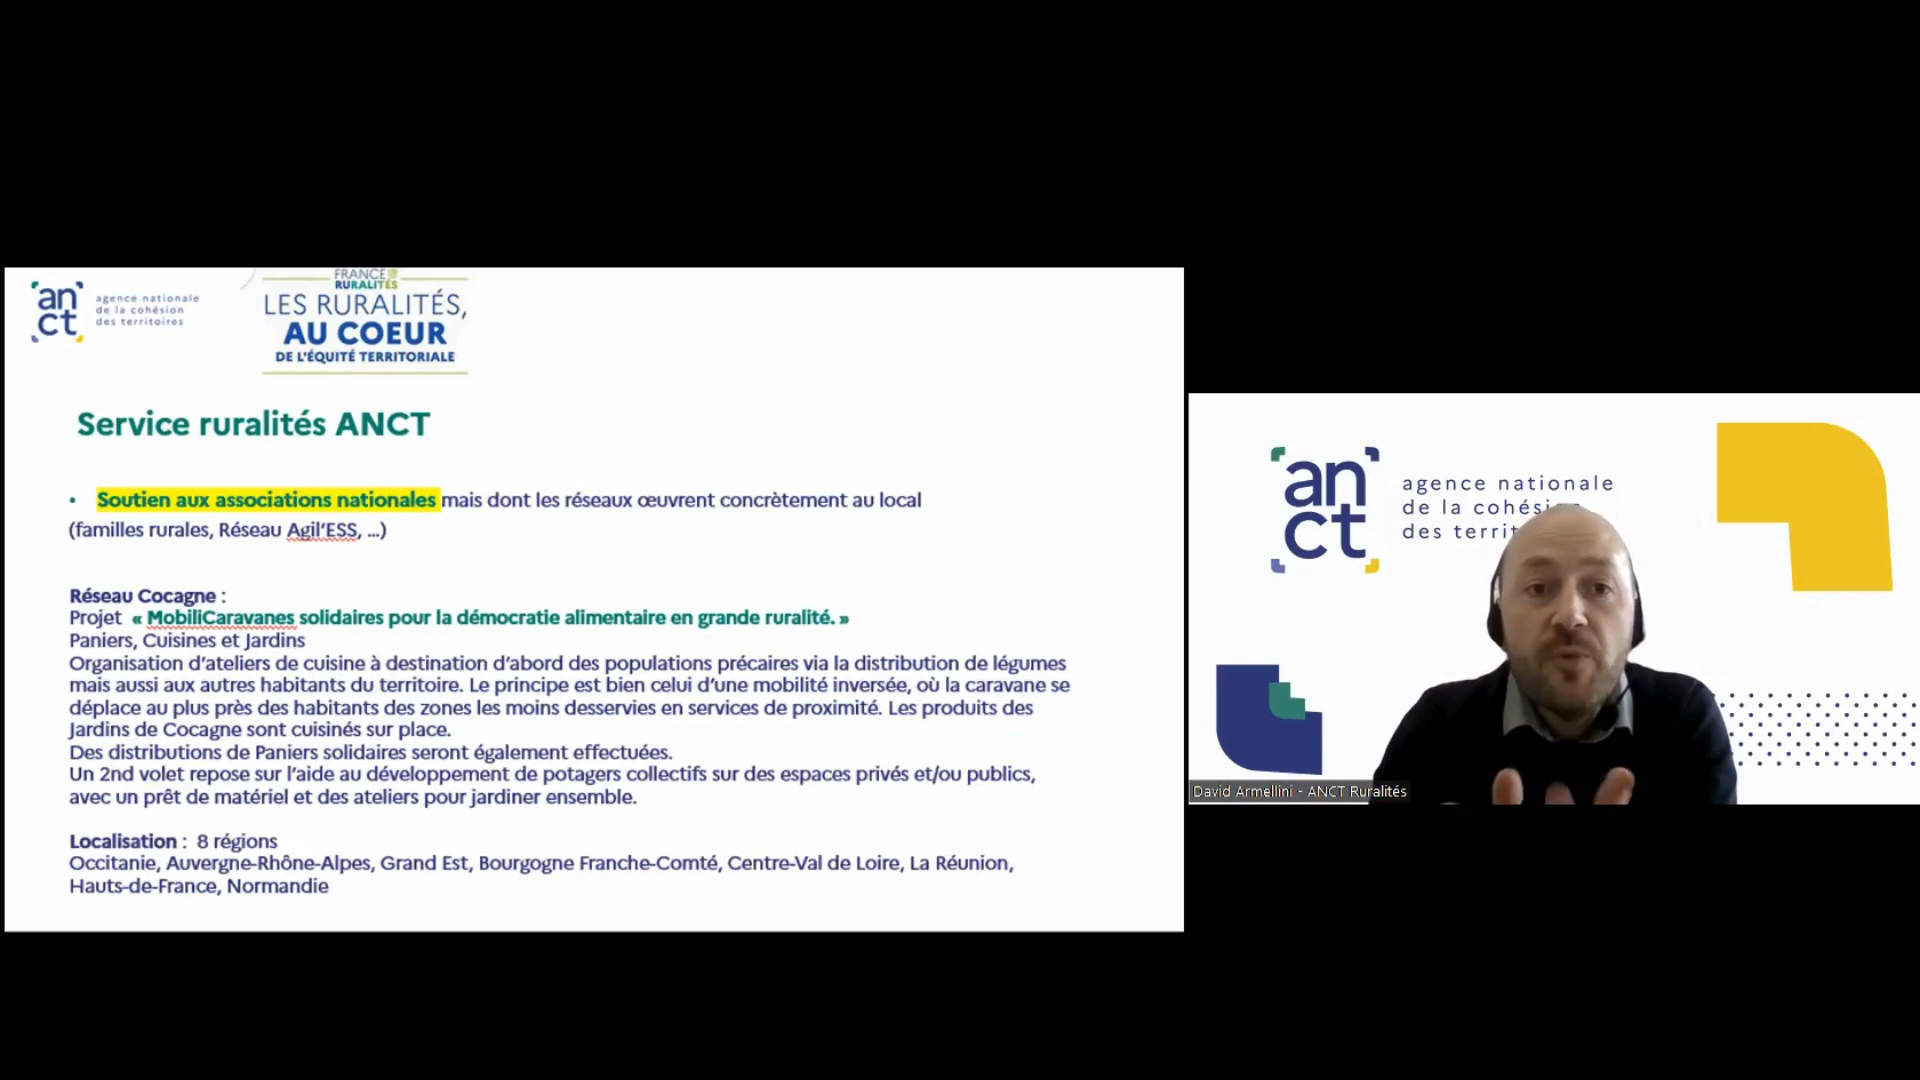 an
ct
agence nationale
de la cohésion
des territoires
FRANCE
RURALITÉS
LES RURALITÉS,
AU COEUR
DE L'ÉQUITÉ TERRITORIALE
Service ruralités ANCT
• Soutien aux associations nationales mais dont les réseaux œuvrent concrètement au local
(familles rurales, Réseau Agil'ESS, ...)
Réseau Cocagne :
Projet « MobiliCaravanes solidaires pour la démocratie alimentaire en grande ruralité. »
Paniers, Cuisines et Jardins
Organisation d'ateliers de cuisine à destination d'abord des populations précaires via la distribution de légumes
mais aussi aux autres habitants du territoire. Le principe est bien celui d'une mobilité inversée, où la caravane se
déplace au plus près des habitants des zones les moins desservies en services de proximité. Les produits des
Jardins de Cocagne sont cuisinés sur place.
Des distributions de Paniers solidaires seront également effectuées.
Un 2nd volet repose sur l'aide au développement de potagers collectifs sur des espaces privés et/ou publics,
avec un prêt de matériel et des ateliers pour jardiner ensemble.
Localisation : 8 régions
Occitanie, Auvergne-Rhône-Alpes, Grand Est, Bourgogne Franche-Comté, Centre-Val de Loire, La Réunion,
Hauts-de-France, Normandie
an
ct
agence nationale
de la cohés
des territ
David Armellini - ANCT Ruralités